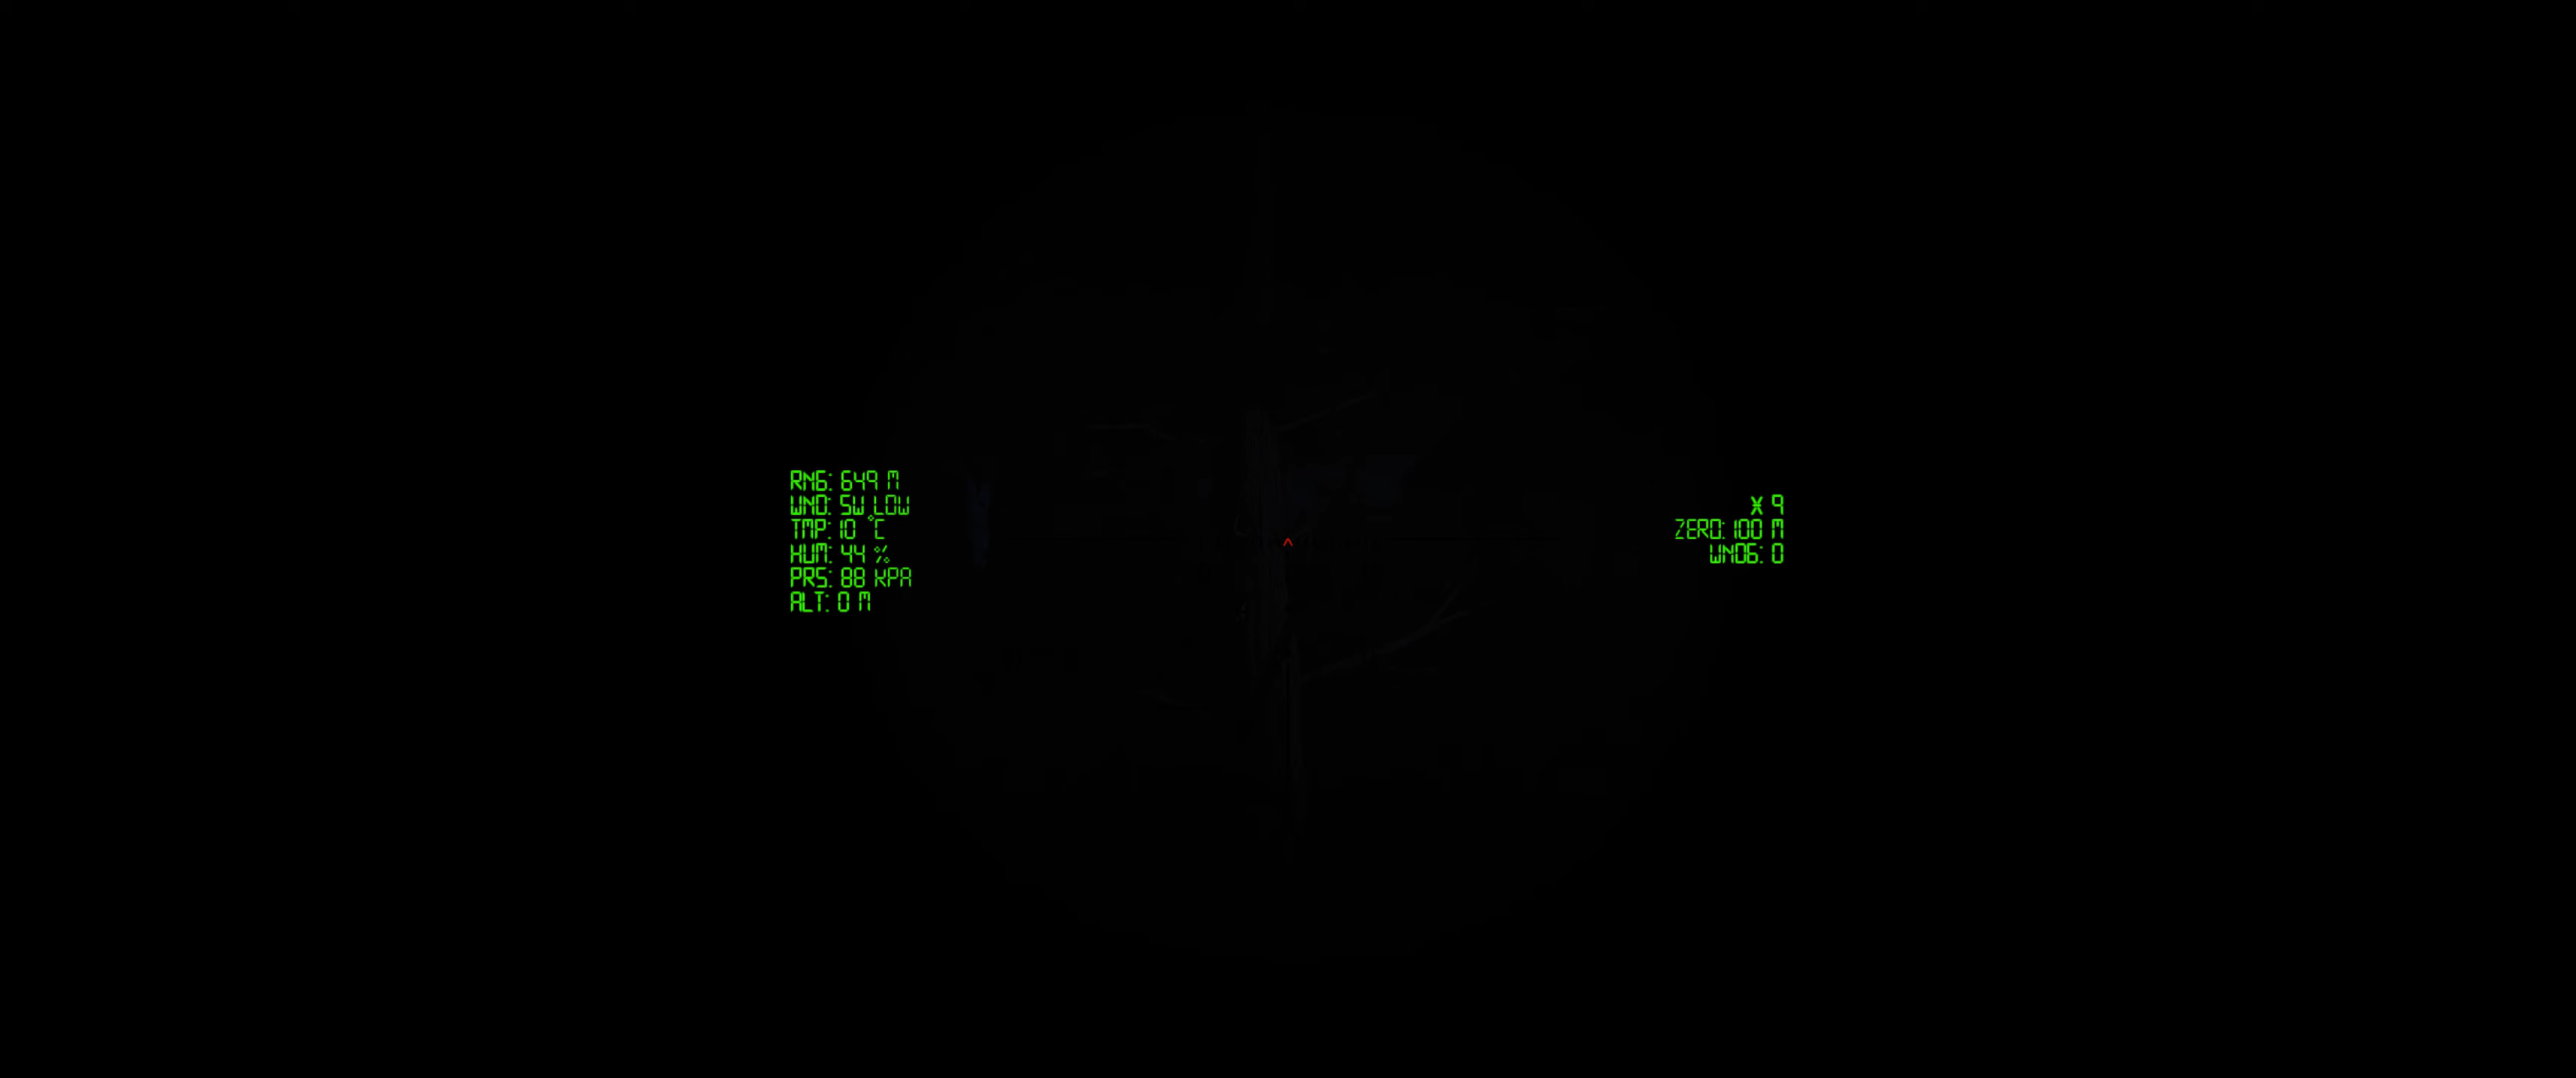 RNG: 649 M
WND: SW LOW
TMP: 10 °C
HUM: 44 %
PRS: 88 KPA
ALT: 0 M
X 9
ZERO: 100 M
WNDG: 0